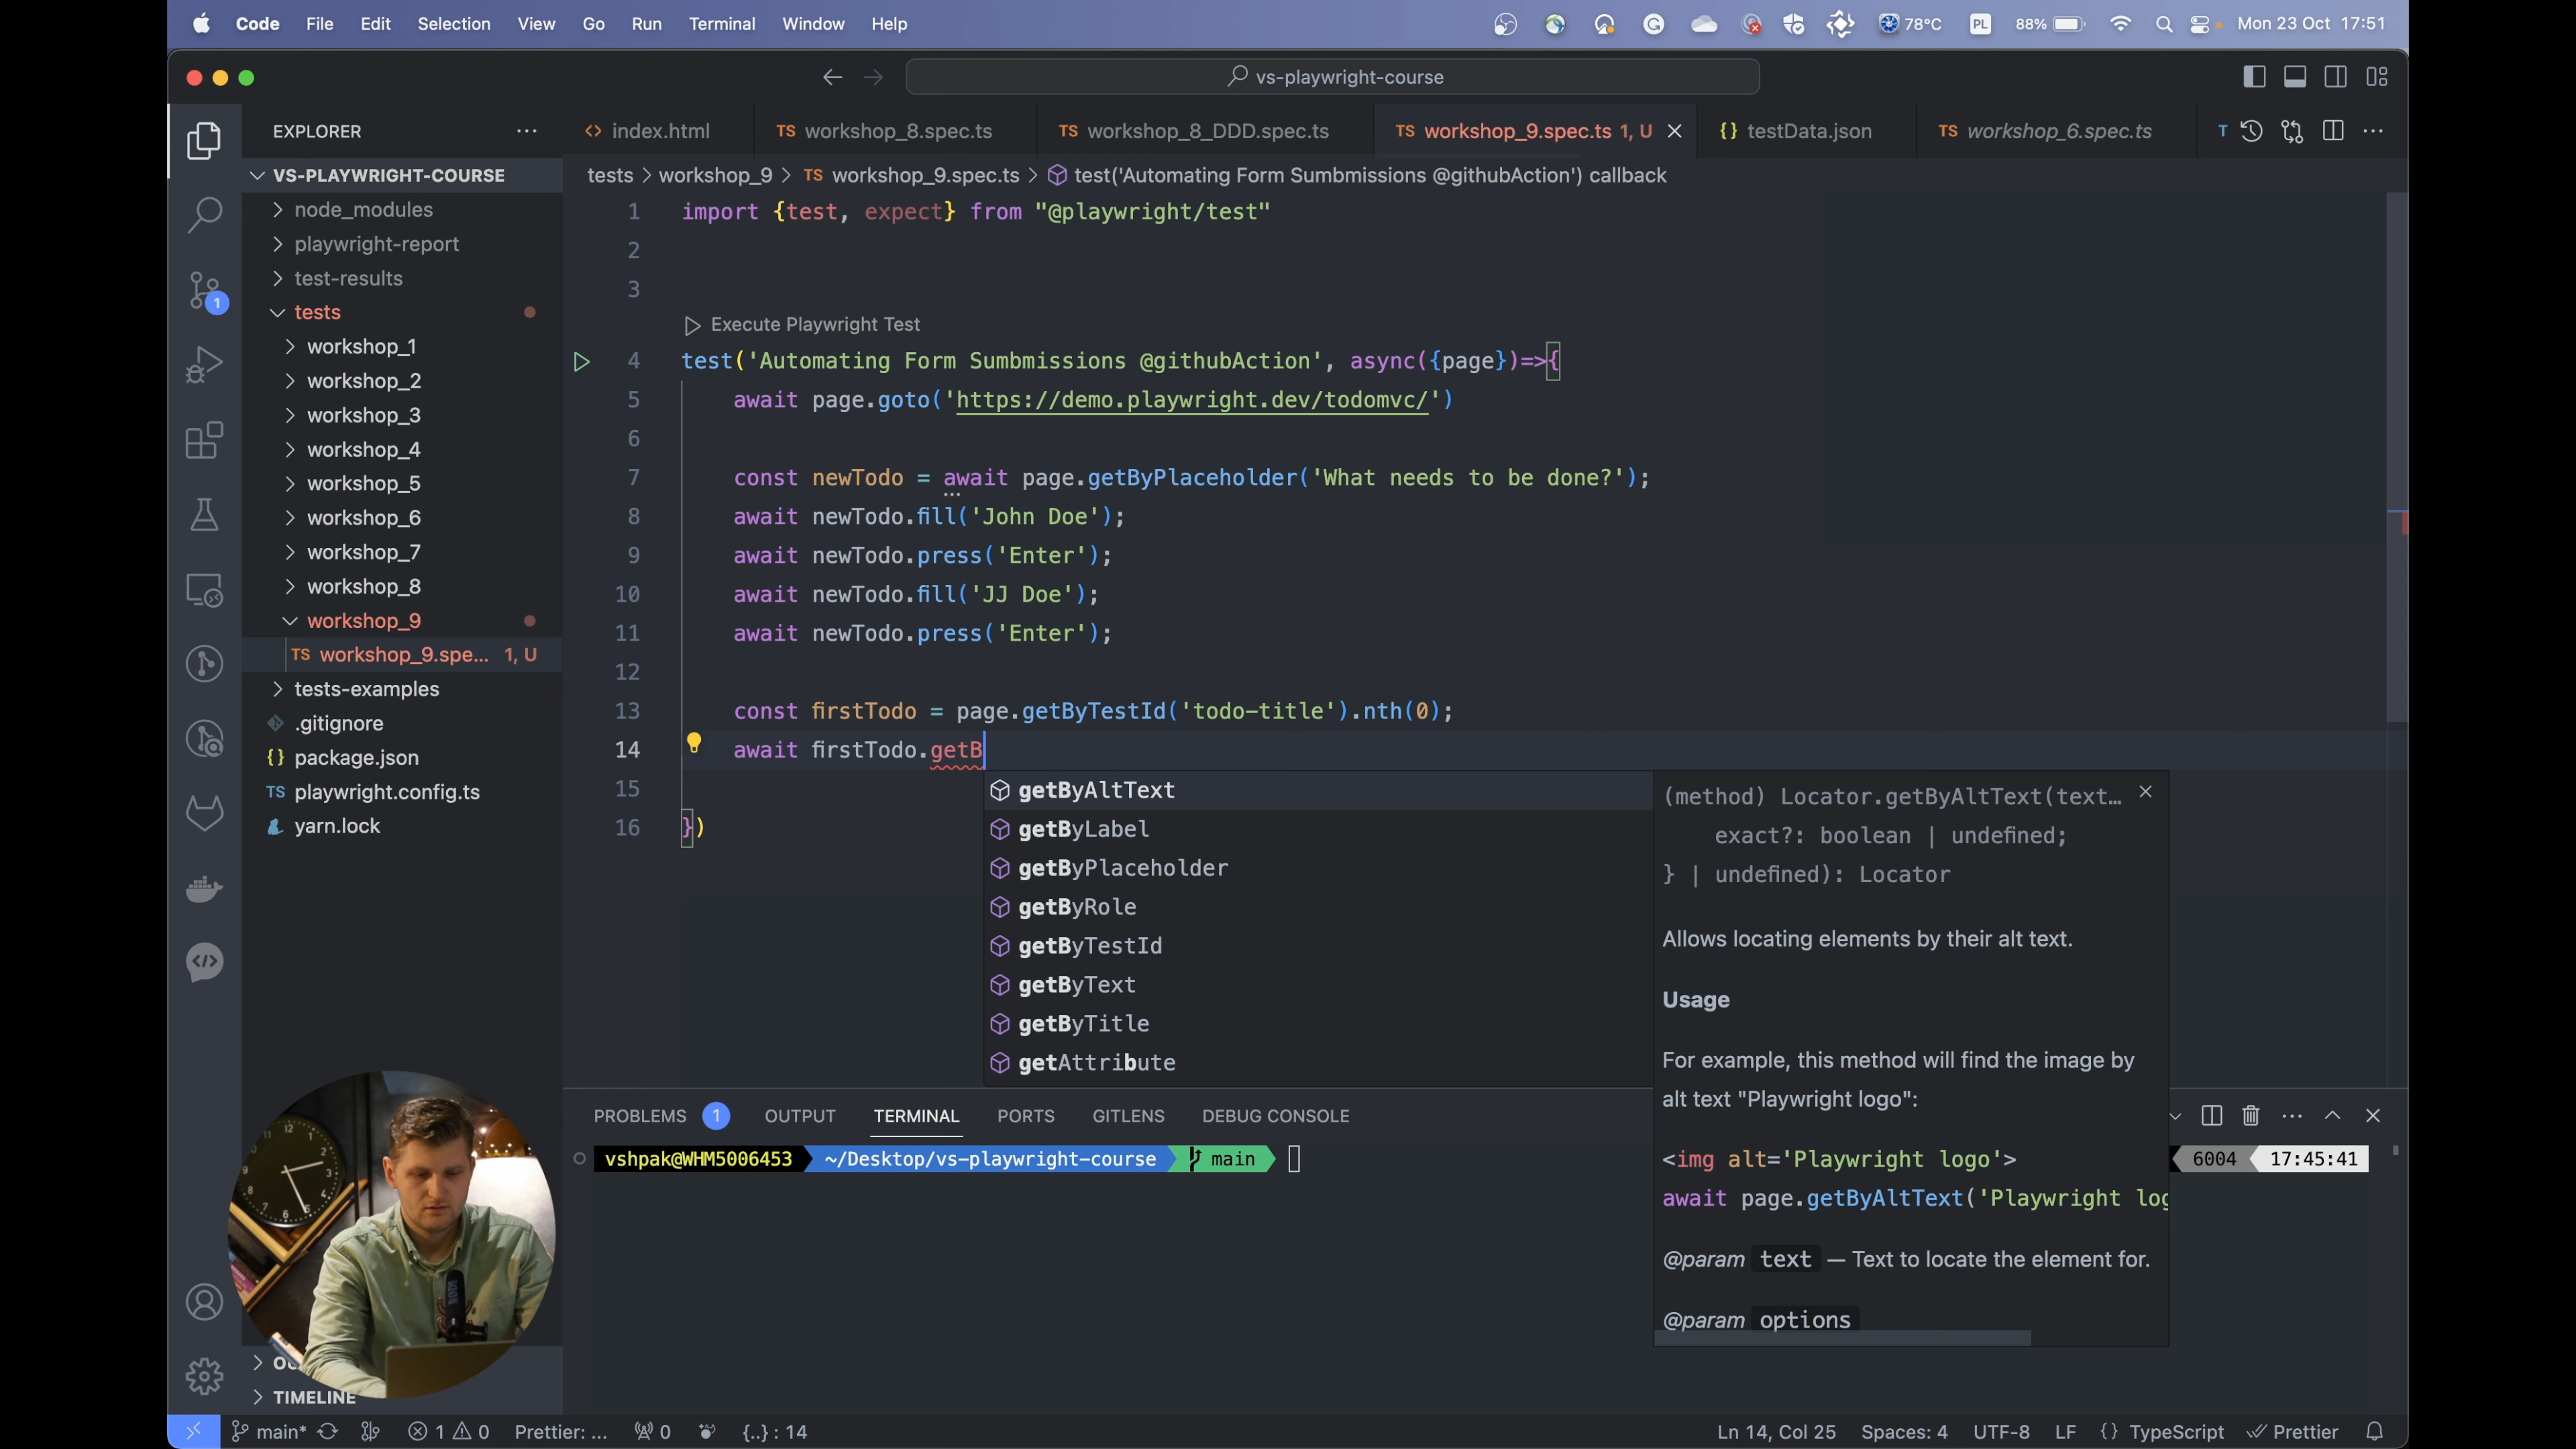 Code File Edit Selection View Go Run Terminal Window Help
78°C PL 88% Mon 23 Oct 17:51
vs-playwright-course
EXPLORER
index.html
TS workshop_8.spec.ts
TS workshop_8_DDD.spec.ts
TS workshop_9.spec.ts 1, U
{} testData.json
TS workshop_6.spec.ts
T
VS-PLAYWRIGHT-COURSE
node_modules
playwright-report
test-results
tests
workshop_1
workshop_2
workshop_3
workshop_4
workshop_5
workshop_6
workshop_7
workshop_8
workshop_9
TS workshop_9.spe... 1, U
tests-examples
.gitignore
{} package.json
TS playwright.config.ts
yarn.lock
TIMELINE
1
tests > workshop_9 > TS workshop_9.spec.ts > test('Automating Form Sumbmissions @githubAction') callback
1 import {test, expect} from "@playwright/test"
2
3
Execute Playwright Test
4 test('Automating Form Sumbmissions @githubAction', async({page})=>{
5 await page.goto('https://demo.playwright.dev/todomvc/')
6
7 const newTodo = await page.getByPlaceholder('What needs to be done?');
8 await newTodo.fill('John Doe');
9 await newTodo.press('Enter');
10 await newTodo.fill('JJ Doe');
11 await newTodo.press('Enter');
12
13 const firstTodo = page.getByTestId('todo-title').nth(0);
14 await firstTodo.getB
15
16 })
getByAltText
getByLabel
getByPlaceholder
getByRole
getByTestId
getByText
getByTitle
getAttribute
(method) Locator.getByAltText(text…
exact?: boolean | undefined;
} | undefined): Locator
Allows locating elements by their alt text.
Usage
For example, this method will find the image by
alt text "Playwright logo":
<img alt='Playwright logo'>
await page.getByAltText('Playwright log
@param text — Text to locate the element for.
@param options
PROBLEMS 1 OUTPUT TERMINAL PORTS GITLENS DEBUG CONSOLE
vshpak@WHM5006453 ~/Desktop/vs-playwright-course main
6004 17:45:41
main* 1 0 Prettier: ... 0 {..} : 14
Ln 14, Col 25 Spaces: 4 UTF-8 LF {} TypeScript Prettier